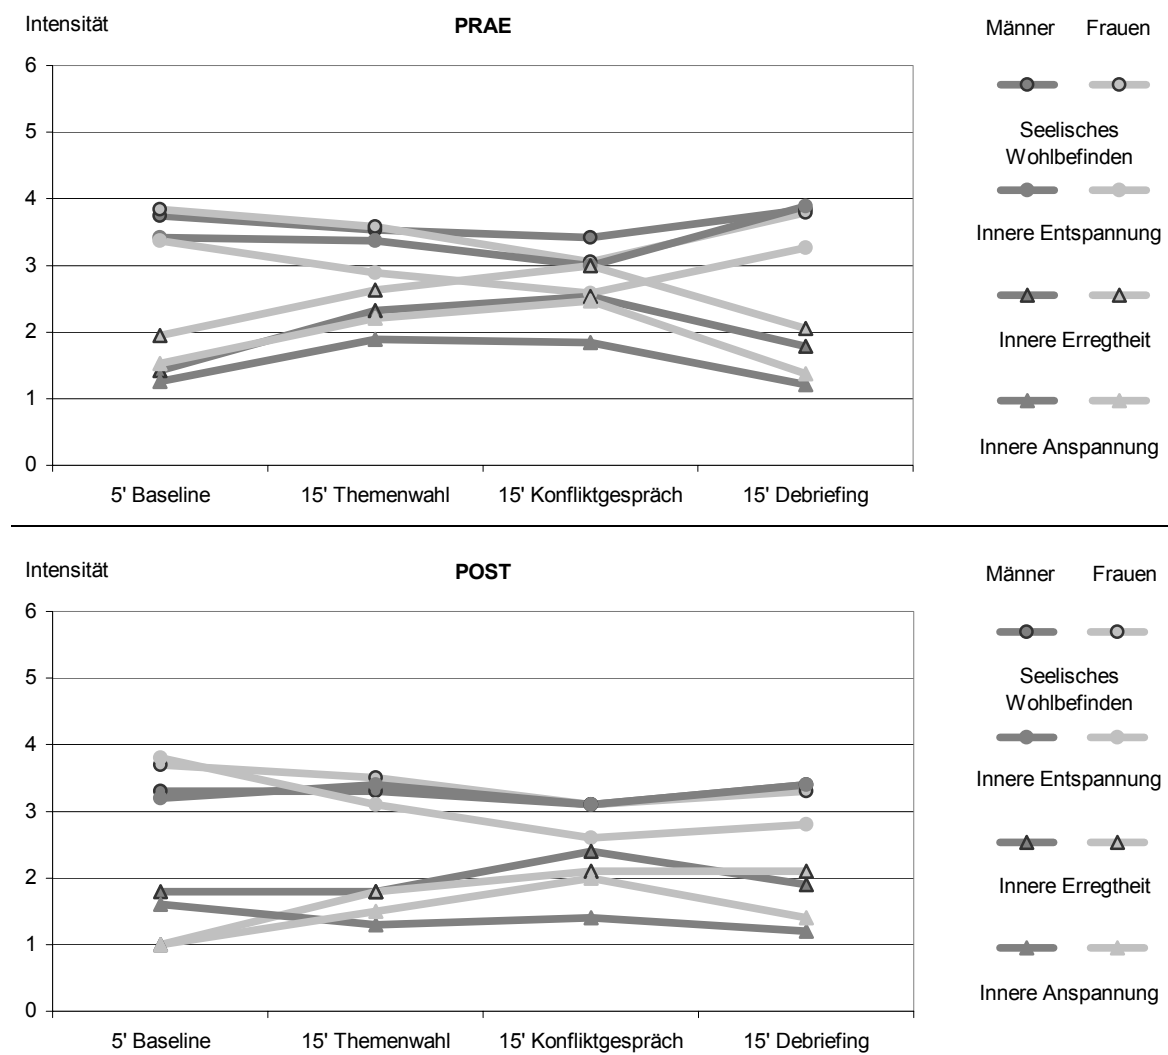 Intensität
PRAE
Männer Frauen
6
5
4
3
2
1
0
Seelisches
Wohlbefinden
Innere Entspannung
Innere Erregtheit
Innere Anspannung
5' Baseline 15' Themenwahl 15' Konfliktgespräch 15' Debriefing
Intensität
POST
Männer Frauen
6
5
4
3
2
1
0
Seelisches
Wohlbefinden
Innere Entspannung
Innere Erregtheit
Innere Anspannung
5' Baseline 15' Themenwahl 15' Konfliktgespräch 15' Debriefing